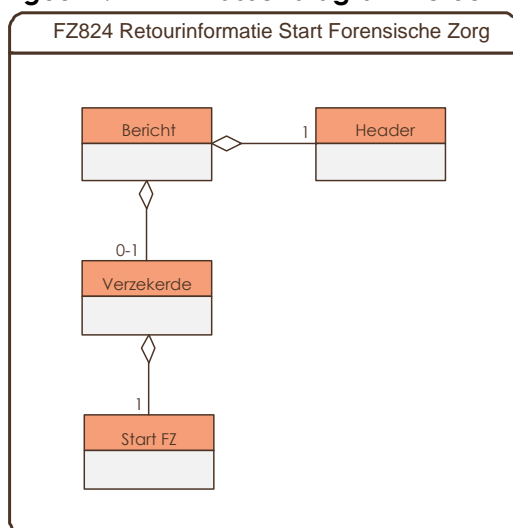 FZ824 Retourinformatie Start Forensische Zorg
Bericht
1
Header
0-1
Verzekerde
1
Start FZ